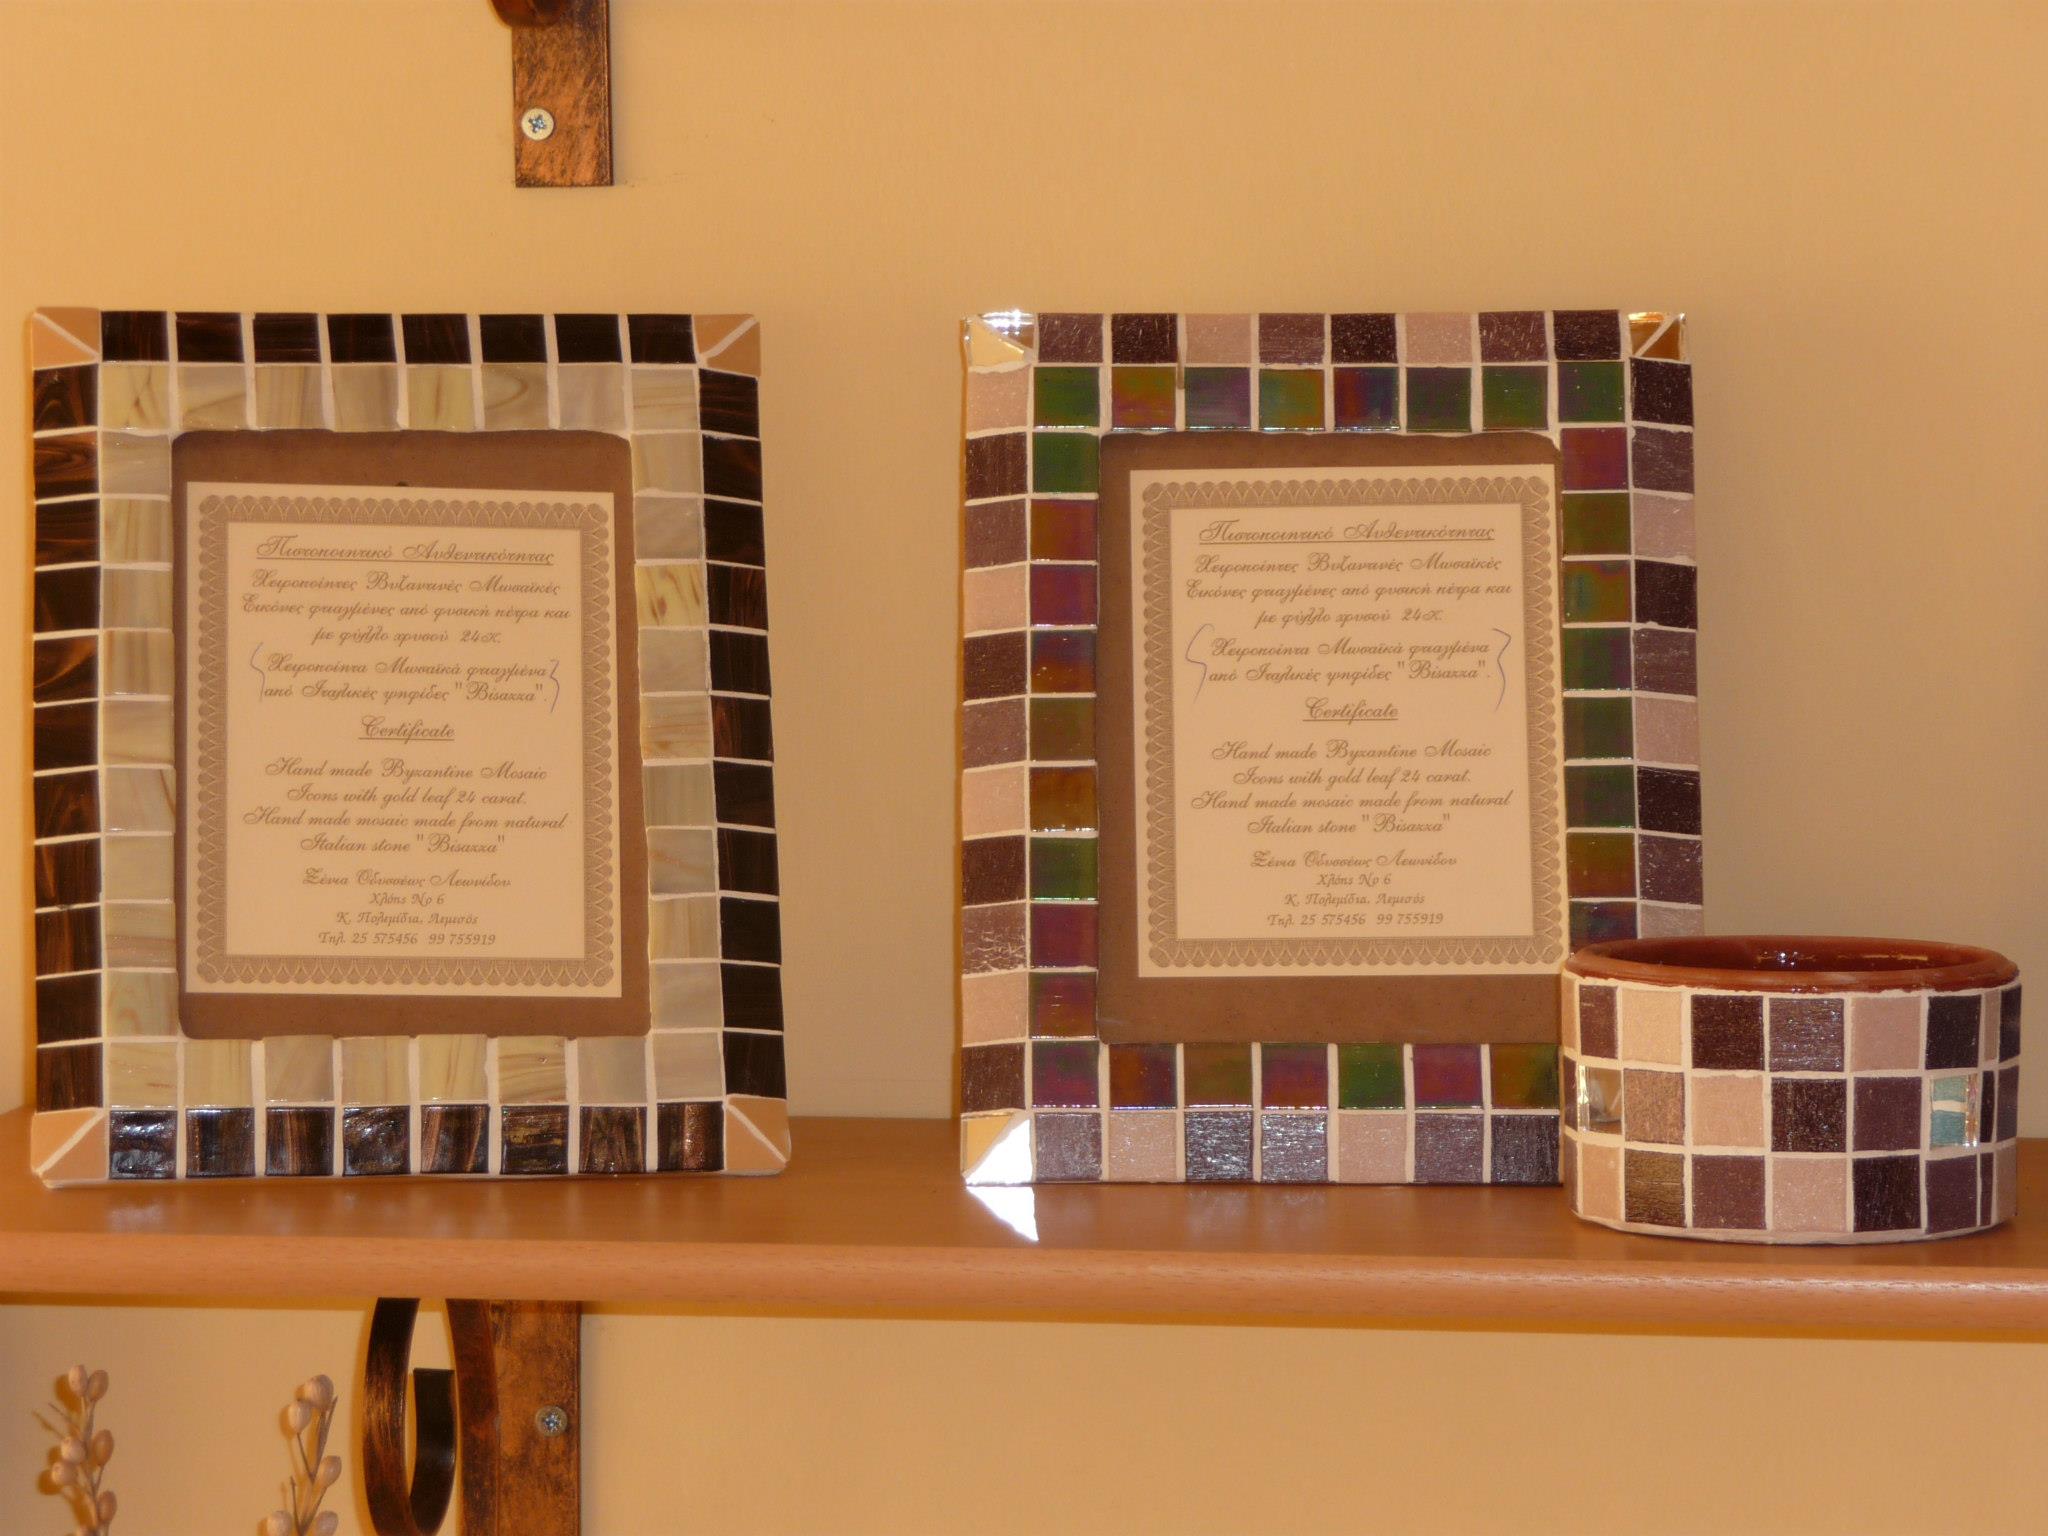 Πιστοποιητικό Αυθεντικότητας
Χειροποίητες Βυζαντινές Μωσαϊκές
Εικόνες φτιαγμένες από φυσική πέτρα και
με φύλλο χρυσού 24κ.
Χειροποίητα Μωσαϊκά φτιαγμένα
από Ιταλικές ψηφίδες "Bisazza".
Certificate
Hand made Byzantine Mosaic
Icons with gold leaf 24 carat.
Hand made mosaic made from natural
Italian stone "Bisazza"
Ξένια Οδυσσέως Λεωνίδου
Χλόης Νο 6
Κ. Πολεμίδια, Λεμεσός
Τηλ. 25 575456 99 755919
Πιστοποιητικό Αυθεντικότητας
Χειροποίητες Βυζαντινές Μωσαϊκές
Εικόνες φτιαγμένες από φυσική πέτρα και
με φύλλο χρυσού 24κ.
Χειροποίητα Μωσαϊκά φτιαγμένα
από Ιταλικές ψηφίδες "Bisazza".
Certificate
Hand made Byzantine Mosaic
Icons with gold leaf 24 carat.
Hand made mosaic made from natural
Italian stone "Bisazza"
Ξένια Οδυσσέως Λεωνίδου
Χλόης Νο 6
Κ. Πολεμίδια, Λεμεσός
Τηλ. 25 575456 99 755919